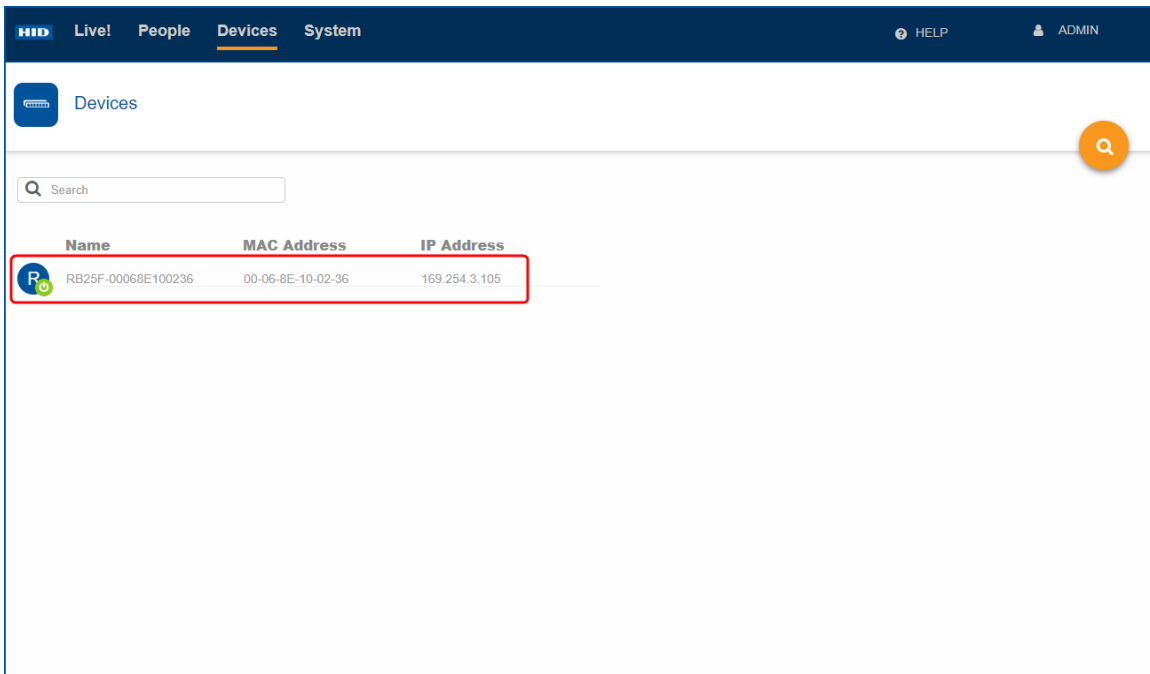 HID Live! People Devices System HELP ADMIN
Devices
Search
Name MAC Address IP Address
R RB25F-00068E100236 00-06-8E-10-02-36 169.254.3.105